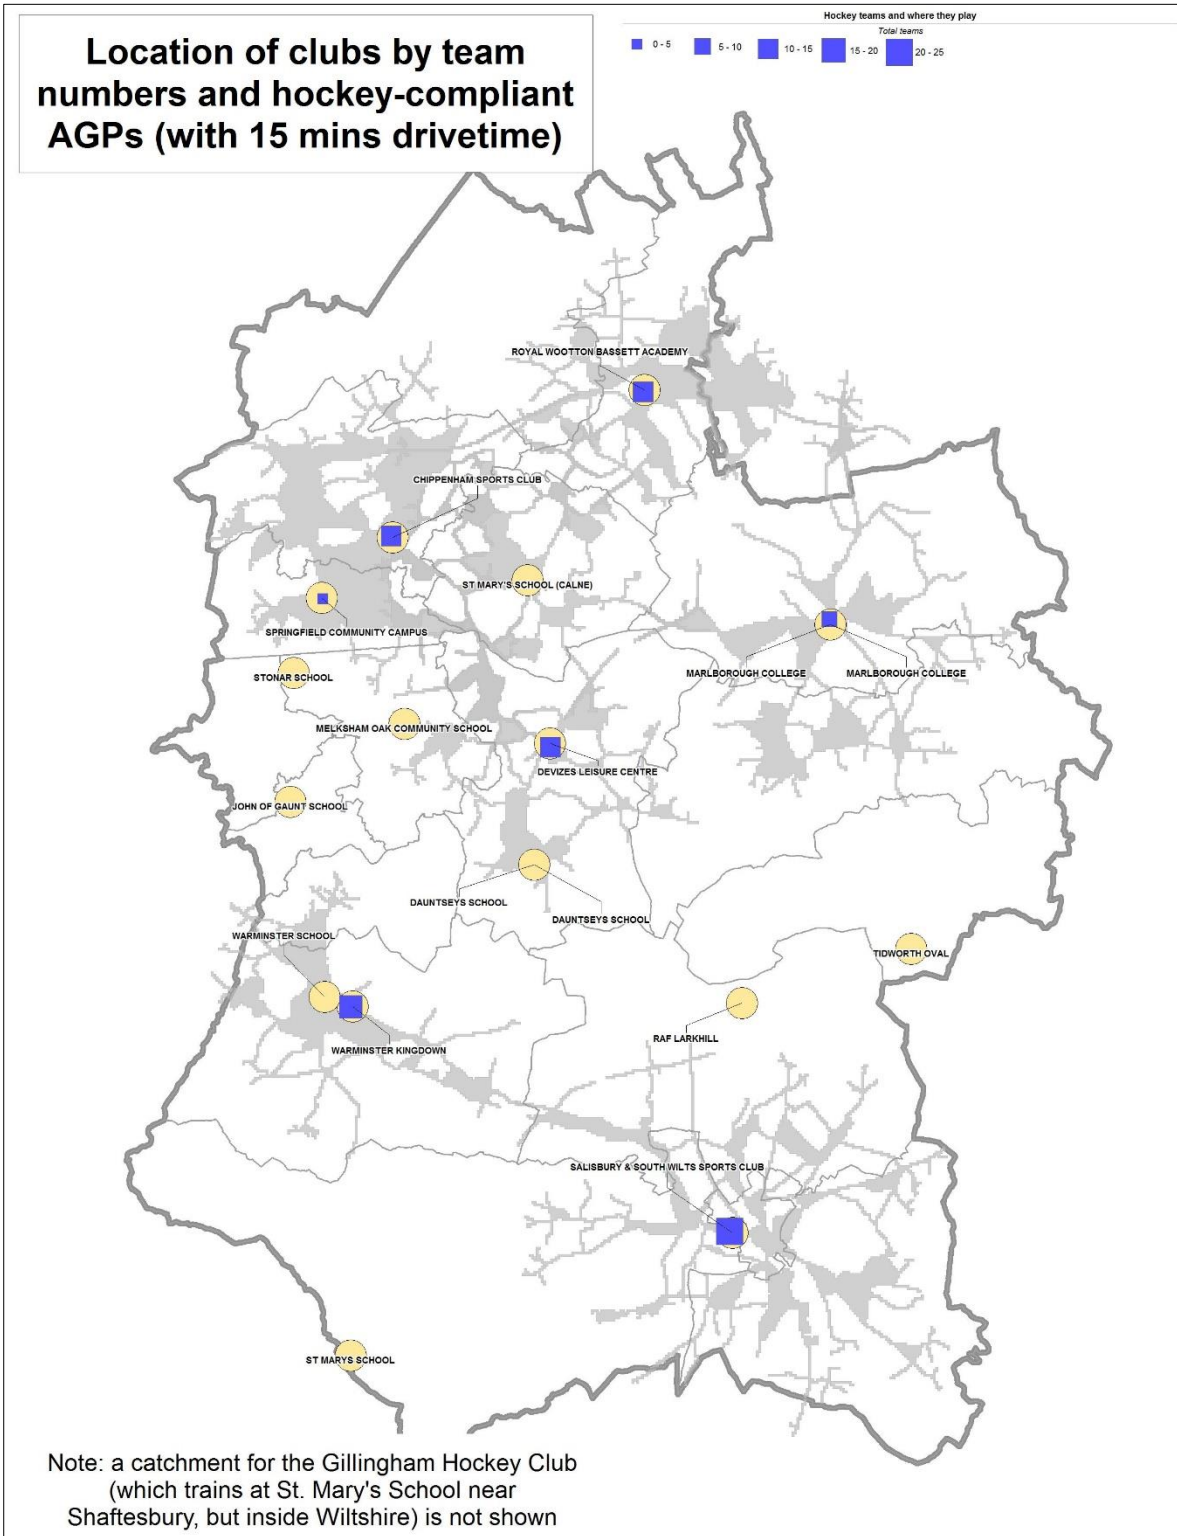 Location of clubs by team
numbers and hockey-compliant
AGPs (with 15 mins drivetime)
Hockey teams and where they play
Total teams
0 - 5
5 - 10
10 - 15
15 - 20
20 - 25
ROYAL WOOTTON BASSETT ACADEMY
CHIPPENHAM SPORTS CLUB
ST MARY'S SCHOOL (CALNE)
SPRINGFIELD COMMUNITY CAMPUS
STONAR SCHOOL
MARLBOROUGH COLLEGE
MARLBOROUGH COLLEGE
MELKSHAM OAK COMMUNITY SCHOOL
DEVIZES LEISURE CENTRE
JOHN OF GAUNT SCHOOL
DAUNTSEYS SCHOOL
DAUNTSEYS SCHOOL
WARMINSTER SCHOOL
TIDWORTH OVAL
RAF LARKHILL
WARMINSTER KINGDOWN
SALISBURY & SOUTH WILTS SPORTS CLUB
ST MARYS SCHOOL
Note: a catchment for the Gillingham Hockey Club
(which trains at St. Mary's School near
Shaftesbury, but inside Wiltshire) is not shown